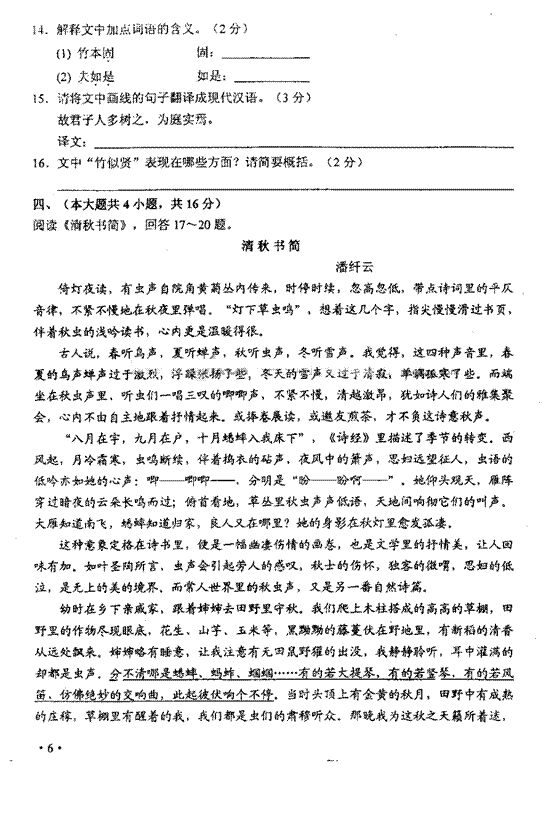 14. 解释文中加点词语的含义。（2分）
(1) 竹本固　　固：
(2) 夫如是　　如是：
15. 请将文中画线的句子翻译成现代汉语。（3分）
故君子人多树之，为庭实焉。
译文：
16. 文中“竹似贤”表现在哪些方面？请简要概括。（2分）
四、（本大题共4小题，共16分）
阅读《清秋书简》，回答17～20题。
清秋书简
潘纤云
倚灯夜读，有虫声自院角黄菊丛内传来，时停时续，忽高忽低，带点诗词里的平仄
音律，不紧不慢地在秋夜里弹唱。“灯下草虫鸣”，想着这几个字，指尖慢慢滑过书页，
伴着秋虫的浅吟读书，心内更是温暖得很。
古人说，春听鸟声，夏听蝉声，秋听虫声，冬听雪声。我觉得，这四种声音里，春
夏的鸟声蝉声过于激烈，浮躁张扬了些，冬天的雪声又过于清寂，单调孤寒了些。而端
坐在秋虫声里、听虫们一唱三叹的唧唧声，不紧不慢，清越激昂，犹如诗人们的雅集聚
会，心内不由自主地跟着抒情起来。或捧卷展读，或邀友煎茶，才不负这诗意秋声。
“八月在宇，九月在户，十月蟋蟀入我床下”，《诗经》里描述了季节的转变。西
风起，月冷霜寒，虫鸣断续，伴着捣衣的砧声，夜风中的箫声，思妇远望征人，虫语的
低吟亦如她的心声：唧——唧唧——，分明是“盼——盼啊——”。她仰头观天，雁阵
穿过暗夜的云朵长鸣而过；俯首看地，草丛里秋虫声声低语，天地间响彻它们的叫声。
大雁知道南飞，蟋蟀知道归家，良人又在哪里？她的身影在秋灯里愈发孤凄。
这种意象定格在诗书里，便是一幅幽凄伤情的画卷，也是文学里的抒情美，让人回
味有加。如叶圣陶所言，虫声会引起劳人的感叹，秋士的伤怀，独客的微喟，思妇的低
泣，是无上的美的境界。而常人世界里的秋虫声，又是另一番自然诗篇。
幼时在乡下亲戚家，跟着婶婶去田野里守秋。我们爬上木柱搭成的高高的草棚，田
野里的作物尽现眼底，花生、山芋、玉米等，黑黝黝的藤蔓伏在野地里，有新稻的清香
从远处飘来。婶婶略有睡意，让我注意有无田鼠野獾的出没，我静静聆听，耳中灌满的
却都是虫声。分不清哪是蟋蟀、蚂蚱、蝈蝈……有的若大提琴，有的若竖琴，有的若风
笛，仿佛绝妙的交响曲，此起彼伏响个不停。当时头顶上有金黄的秋月，田野中有成熟
的庄稼，草棚里有醒着的我，我们都是虫们的肃穆听众。那晚我为这秋之天籁所着迷，
·6·